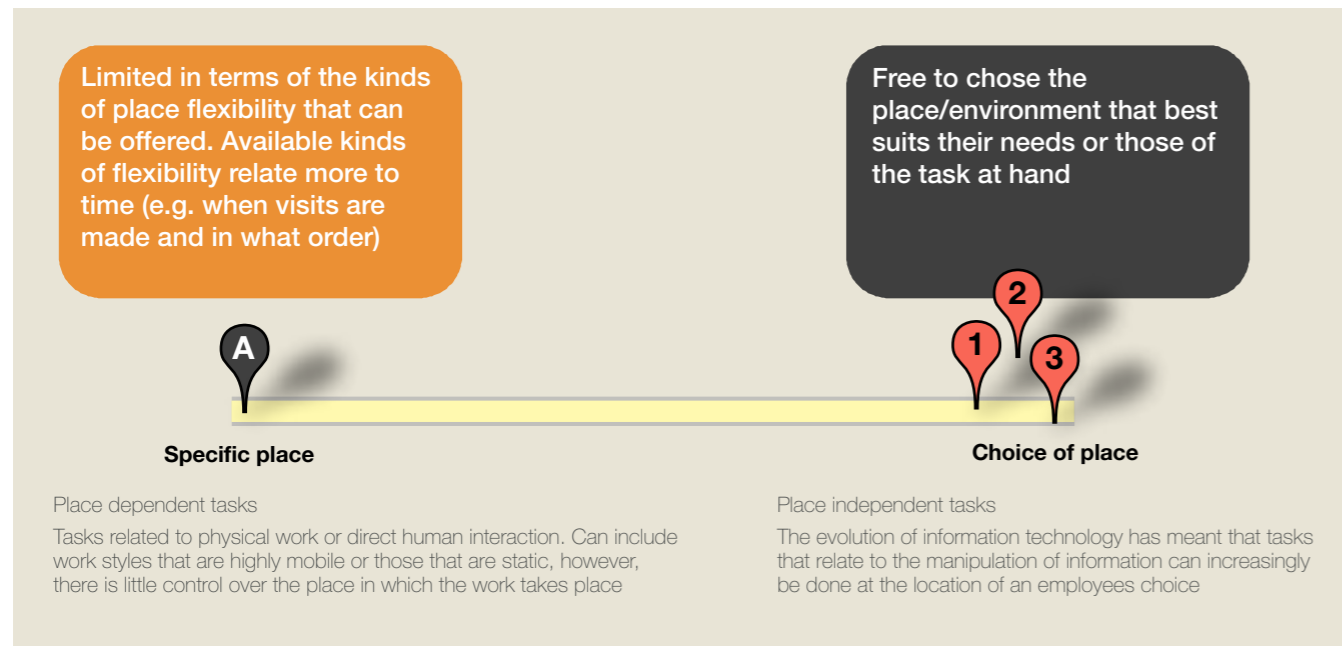 Limited in terms of the kinds
of place flexibility that can
be offered. Available kinds
of flexibility relate more to
time (e.g. when visits are
made and in what order)
Free to chose the
place/environment that best
suits their needs or those of
the task at hand
A
1
2
3
Specific place
Choice of place
Place dependent tasks
Tasks related to physical work or direct human interaction. Can include
work styles that are highly mobile or those that are static, however,
there is little control over the place in which the work takes place
Place independent tasks
The evolution of information technology has meant that tasks
that relate to the manipulation of information can increasingly
be done at the location of an employees choice